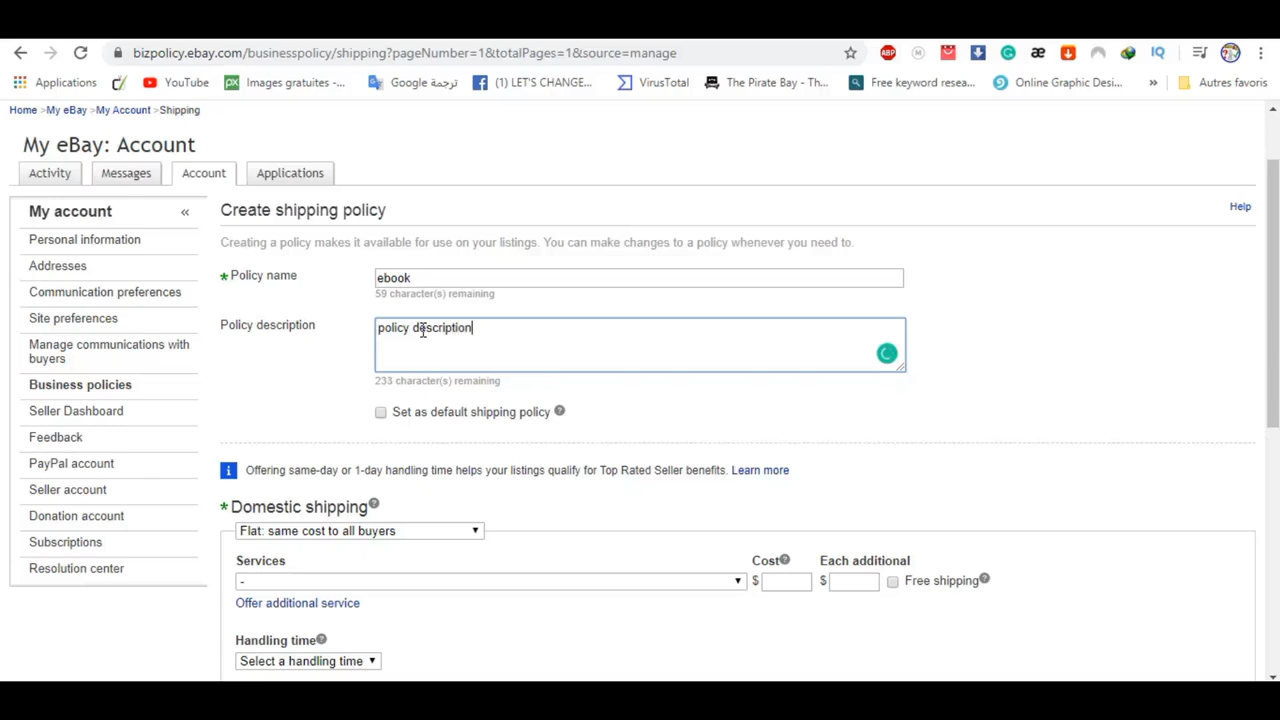 bizpolicy.ebay.com/businesspolicy/shipping?pageNumber=1&totalPages=1&source=manage
ABP
M
æ
IQ
Applications
YouTube
px
Images gratuites -...
Google ترجمة
(1) LET'S CHANGE...
VirusTotal
The Pirate Bay - Th...
Free keyword resea...
Online Graphic Desi...
»
Autres favoris
Home >My eBay >My Account >Shipping
My eBay: Account
Activity
Messages
Account
Applications
My account «
Personal information
Addresses
Communication preferences
Site preferences
Manage communications with
buyers
Business policies
Seller Dashboard
Feedback
PayPal account
Seller account
Donation account
Subscriptions
Resolution center
Create shipping policy
Help
Creating a policy makes it available for use on your listings. You can make changes to a policy whenever you need to.
* Policy name
ebook
59 character(s) remaining
Policy description
policy description
233 character(s) remaining
Set as default shipping policy ?
i Offering same-day or 1-day handling time helps your listings qualify for Top Rated Seller benefits. Learn more
* Domestic shipping ?
Flat: same cost to all buyers
Services
Cost ?
Each additional
-
$
$
Free shipping ?
Offer additional service
Handling time ?
Select a handling time